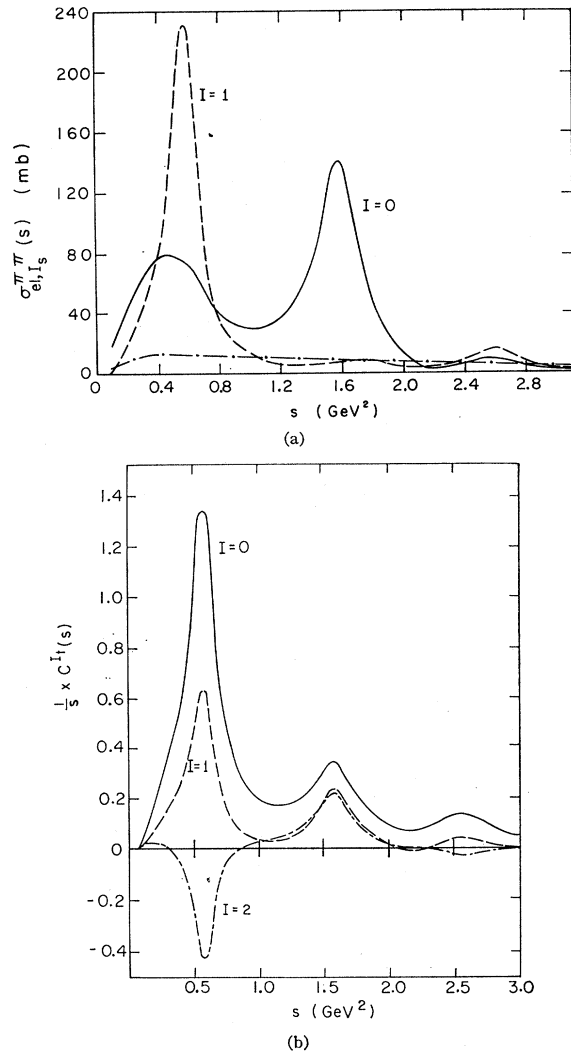 240
200
160
120
80
40
0
σ el, I_s ^ππ (s) (mb)
I = 1
I = 0
0 0.4 0.8 1.2 1.6 2.0 2.4 2.8
s (GeV²)
(a)
1.4
1.2
1.0
0.8
0.6
0.4
0.2
0
-0.2
-0.4
1/s × C^I_t (s)
I = 0
I = 1
I = 2
0.5 1.0 1.5 2.0 2.5 3.0
s (GeV²)
(b)